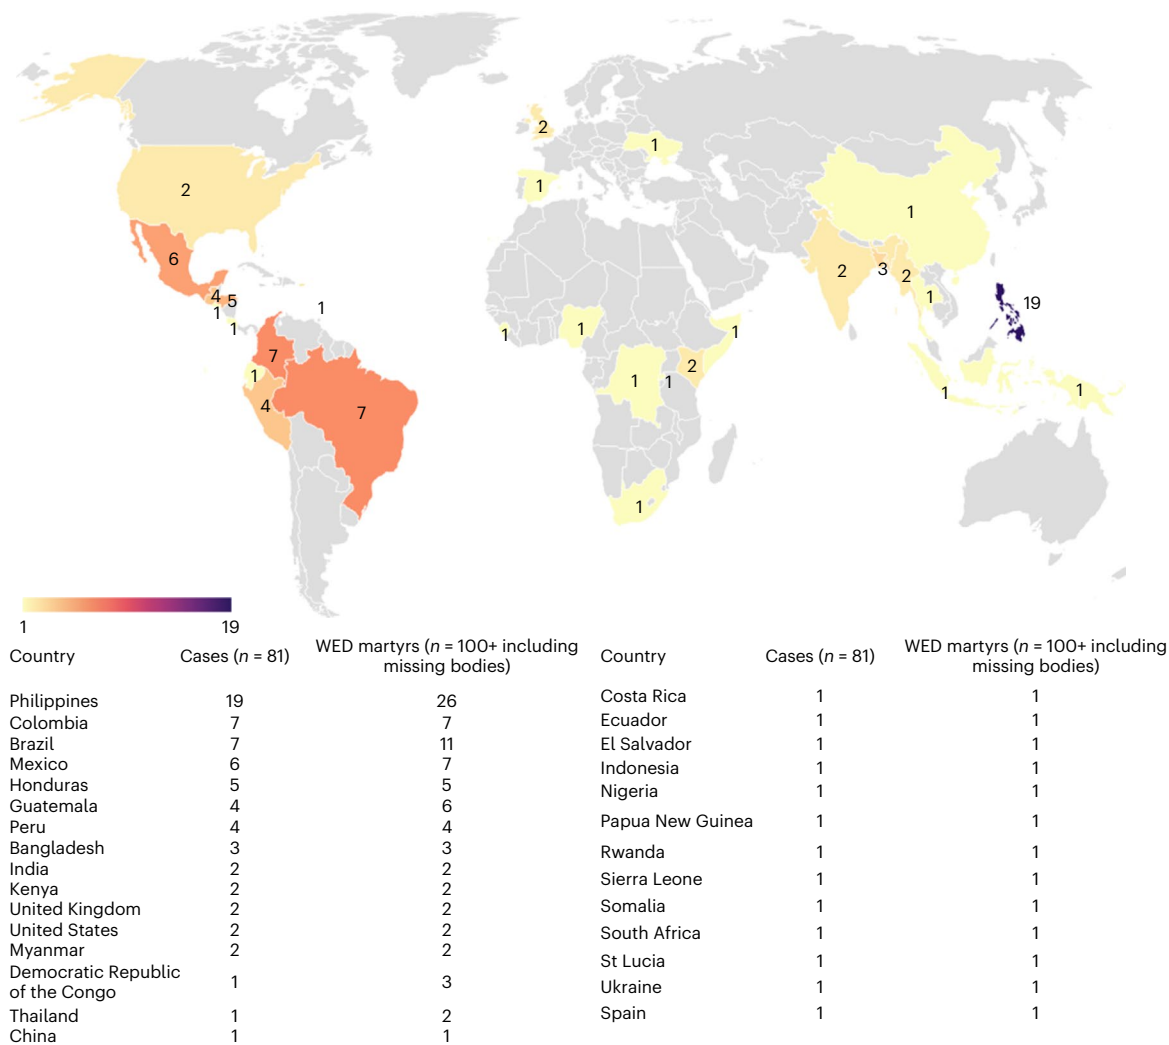 2
1
2
1
1
6
2
3
2
1
19
4
5
1
1
1
7
1
4
7
1
1
1
1
1
2
1
1
1
1 19
Country Cases (n = 81) WED martyrs (n = 100+ including missing bodies)
Philippines 19 26
Colombia 7 7
Brazil 7 11
Mexico 6 7
Honduras 5 5
Guatemala 4 6
Peru 4 4
Bangladesh 3 3
India 2 2
Kenya 2 2
United Kingdom 2 2
United States 2 2
Myanmar 2 2
Democratic Republic
of the Congo 1 3
Thailand 1 2
China 1 1
Country Cases (n = 81) WED martyrs (n = 100+ including missing bodies)
Costa Rica 1 1
Ecuador 1 1
El Salvador 1 1
Indonesia 1 1
Nigeria 1 1
Papua New Guinea 1 1
Rwanda 1 1
Sierra Leone 1 1
Somalia 1 1
South Africa 1 1
St Lucia 1 1
Ukraine 1 1
Spain 1 1